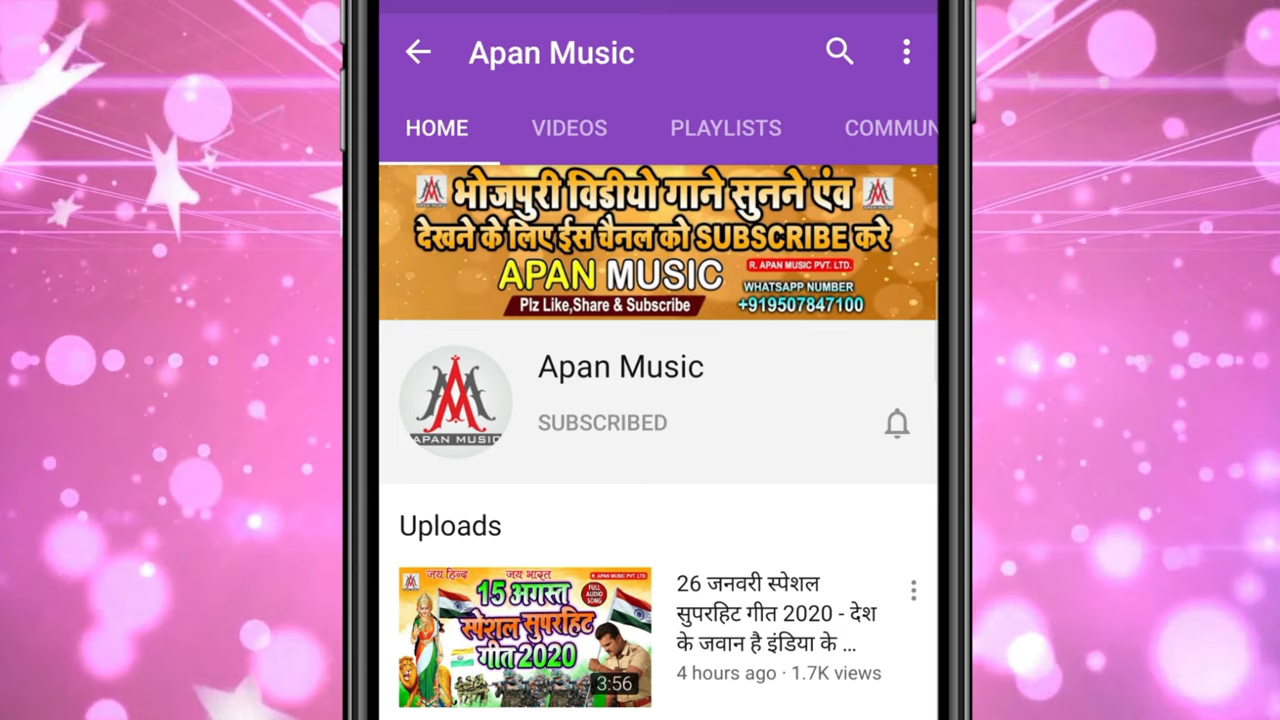 Apan Music
HOME VIDEOS PLAYLISTS COMMUN
भोजपुरी विडीयो गाने सुनने एंव
देखने के लिए ईस चैनल को SUBSCRIBE करे
APAN MUSIC
R. APAN MUSIC PVT. LTD.
WHATSAPP NUMBER
Plz Like,Share & Subscribe
+919507847100
Apan Music
SUBSCRIBED
APAN MUSIC
Uploads
जय हिन्द जय भारत
R. APAN MUSIC PVT. LTD
15 अगस्त
FULL AUDIO SONG
स्पेशल सुपरहिट
गीत 2020
3:56
26 जनवरी स्पेशल
सुपरहिट गीत 2020 - देश
के जवान है इंडिया के ...
4 hours ago · 1.7K views